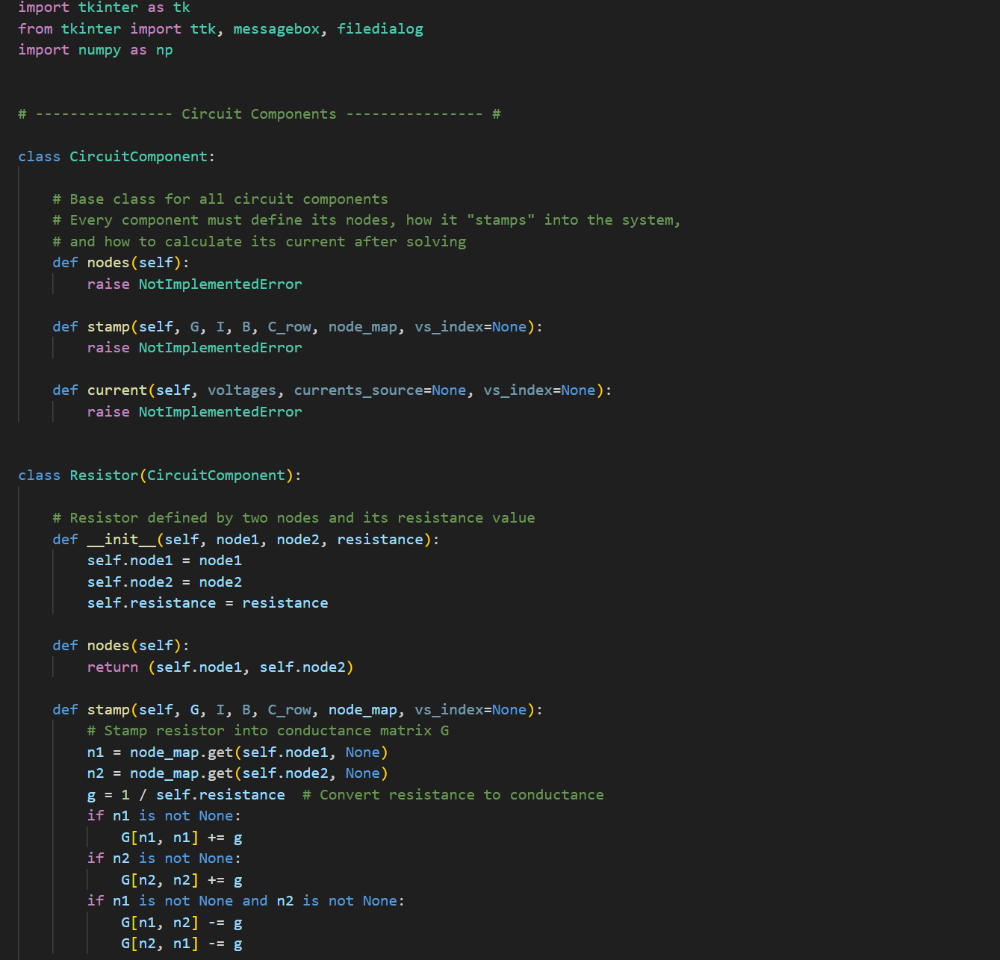 import tkinter as tk
from tkinter import ttk, messagebox, filedialog
import numpy as np
# ---------------- Circuit Components ---------------- #
class CircuitComponent:
    # Base class for all circuit components
    # Every component must define its nodes, how it "stamps" into the system,
    # and how to calculate its current after solving
    def nodes(self):
        raise NotImplementedError
    def stamp(self, G, I, B, C_row, node_map, vs_index=None):
        raise NotImplementedError
    def current(self, voltages, currents_source=None, vs_index=None):
        raise NotImplementedError
class Resistor(CircuitComponent):
    # Resistor defined by two nodes and its resistance value
    def __init__(self, node1, node2, resistance):
        self.node1 = node1
        self.node2 = node2
        self.resistance = resistance
    def nodes(self):
        return (self.node1, self.node2)
    def stamp(self, G, I, B, C_row, node_map, vs_index=None):
        # Stamp resistor into conductance matrix G
        n1 = node_map.get(self.node1, None)
        n2 = node_map.get(self.node2, None)
        g = 1 / self.resistance  # Convert resistance to conductance
        if n1 is not None:
            G[n1, n1] += g
        if n2 is not None:
            G[n2, n2] += g
        if n1 is not None and n2 is not None:
            G[n1, n2] -= g
            G[n2, n1] -= g